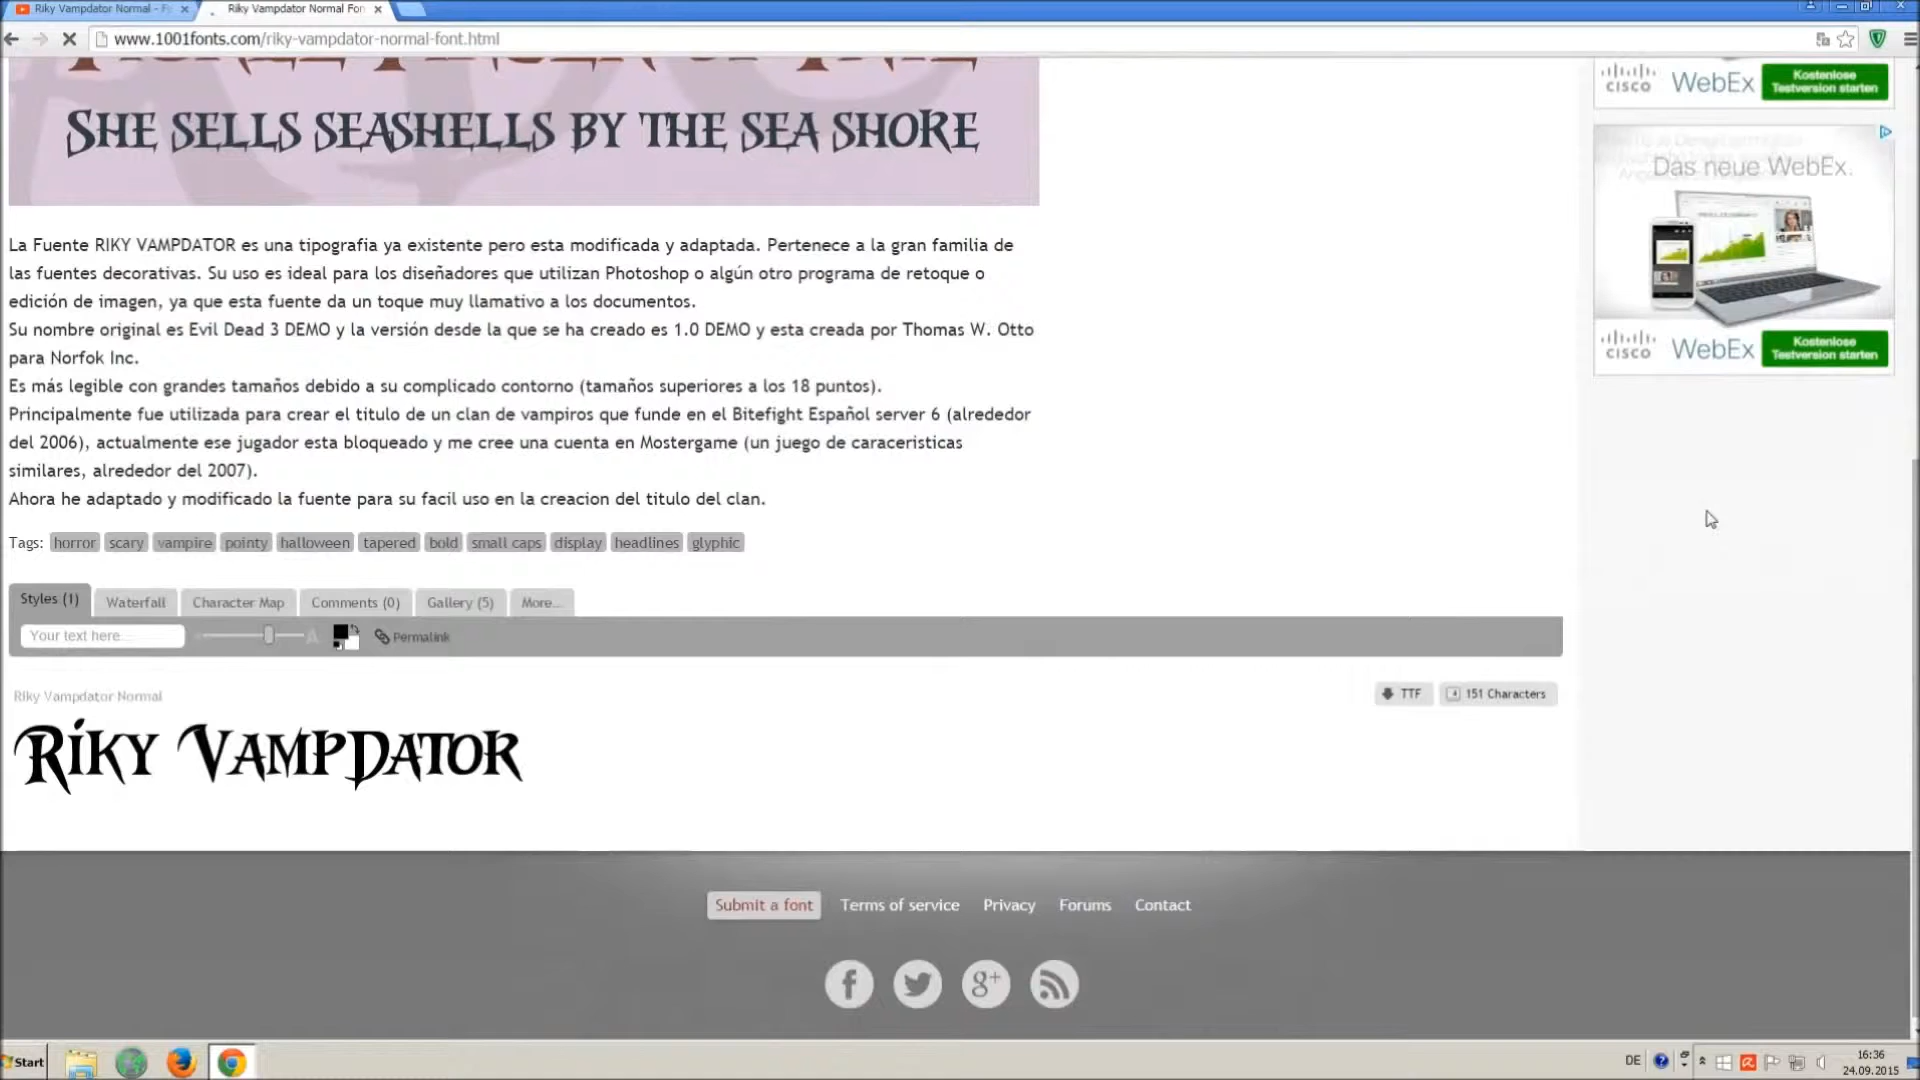 Riky Vampdator Normal - F
Riky Vampdator Normal Fon
www.1001fonts.com/riky-vampdator-normal-font.html
She sells seashells by the sea shore
cisco WebEx Kostenlose Testversion starten
Das neue WebEx.
cisco WebEx Kostenlose Testversion starten
La Fuente RIKY VAMPDATOR es una tipografia ya existente pero esta modificada y adaptada. Pertenece a la gran familia de
las fuentes decorativas. Su uso es ideal para los diseñadores que utilizan Photoshop o algún otro programa de retoque o
edición de imagen, ya que esta fuente da un toque muy llamativo a los documentos.
Su nombre original es Evil Dead 3 DEMO y la versión desde la que se ha creado es 1.0 DEMO y esta creada por Thomas W. Otto
para Norfok Inc.
Es más legible con grandes tamaños debido a su complicado contorno (tamaños superiores a los 18 puntos).
Principalmente fue utilizada para crear el titulo de un clan de vampiros que funde en el Bitefight Español server 6 (alrededor
del 2006), actualmente ese jugador esta bloqueado y me cree una cuenta en Mostergame (un juego de caraceristicas
similares, alrededor del 2007).
Ahora he adaptado y modificado la fuente para su facil uso en la creacion del titulo del clan.
Tags: horror scary vampire pointy halloween tapered bold small caps display headlines glyphic
Styles (1) Waterfall Character Map Comments (0) Gallery (5) More...
Your text here... A Permalink
Riky Vampdator Normal TTF 151 Characters
Riky VampDator
Submit a font Terms of service Privacy Forums Contact
Start DE 16:36
24.09.2015